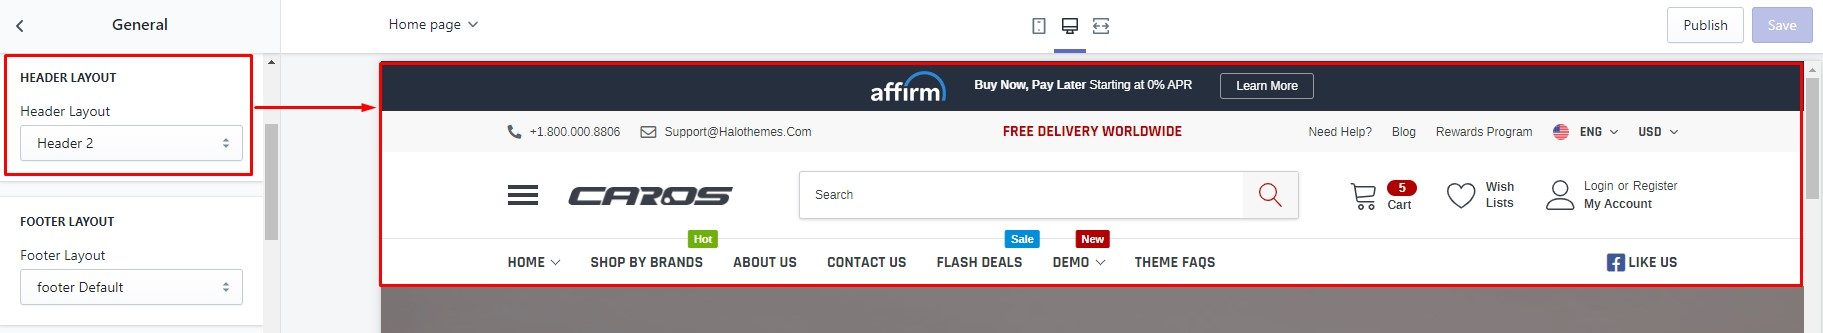 General
Home page
Publish
Save
HEADER LAYOUT
Header Layout
Header 2
FOOTER LAYOUT
Footer Layout
footer Default
affirm
Buy Now, Pay Later Starting at 0% APR
Learn More
+1.800.000.8806
Support@Halothemes.Com
FREE DELIVERY WORLDWIDE
Need Help?
Blog
Rewards Program
ENG
USD
CAROS
Search
5
Cart
Wish
Lists
Login or Register
My Account
Hot
Sale
New
HOME
SHOP BY BRANDS
ABOUT US
CONTACT US
FLASH DEALS
DEMO
THEME FAQS
LIKE US